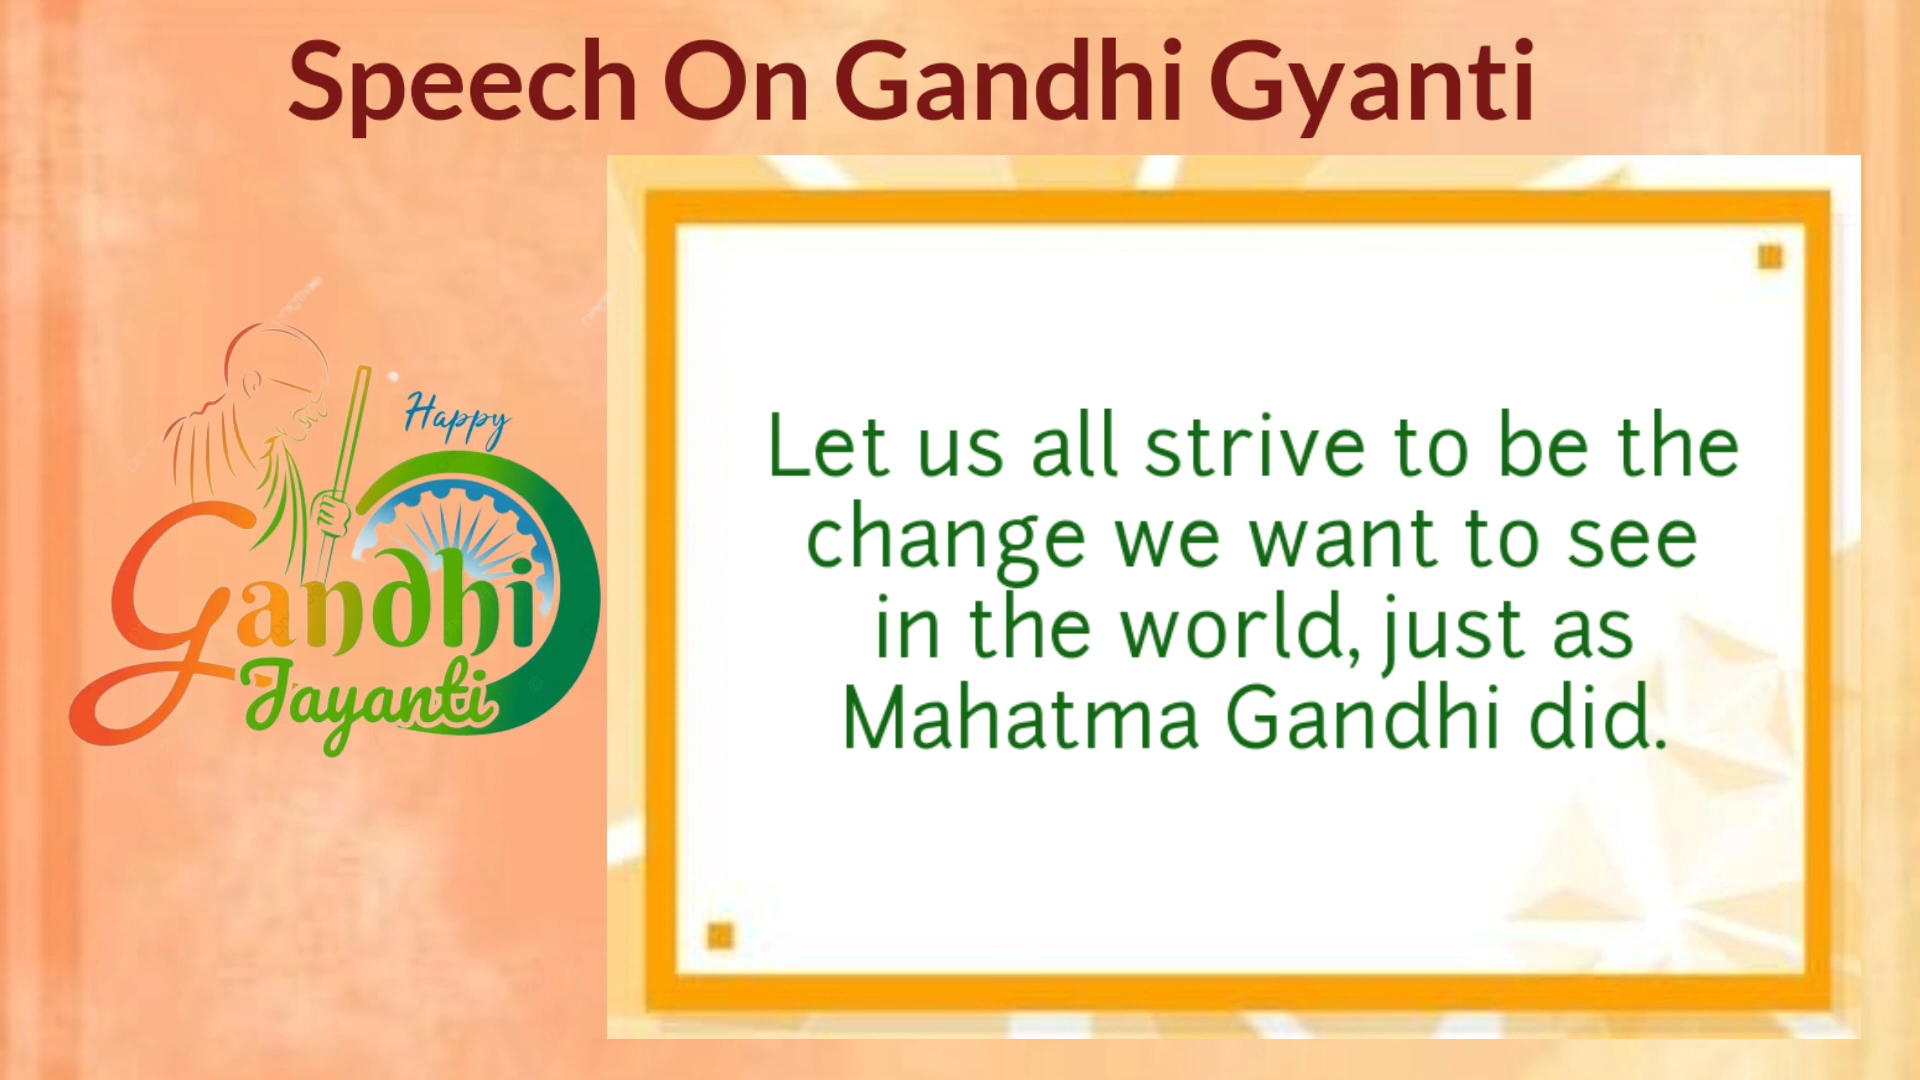 Speech On Gandhi Gyanti
Happy
Gandhi
Jayanti
Let us all strive to be the
change we want to see
in the world, just as
Mahatma Gandhi did.